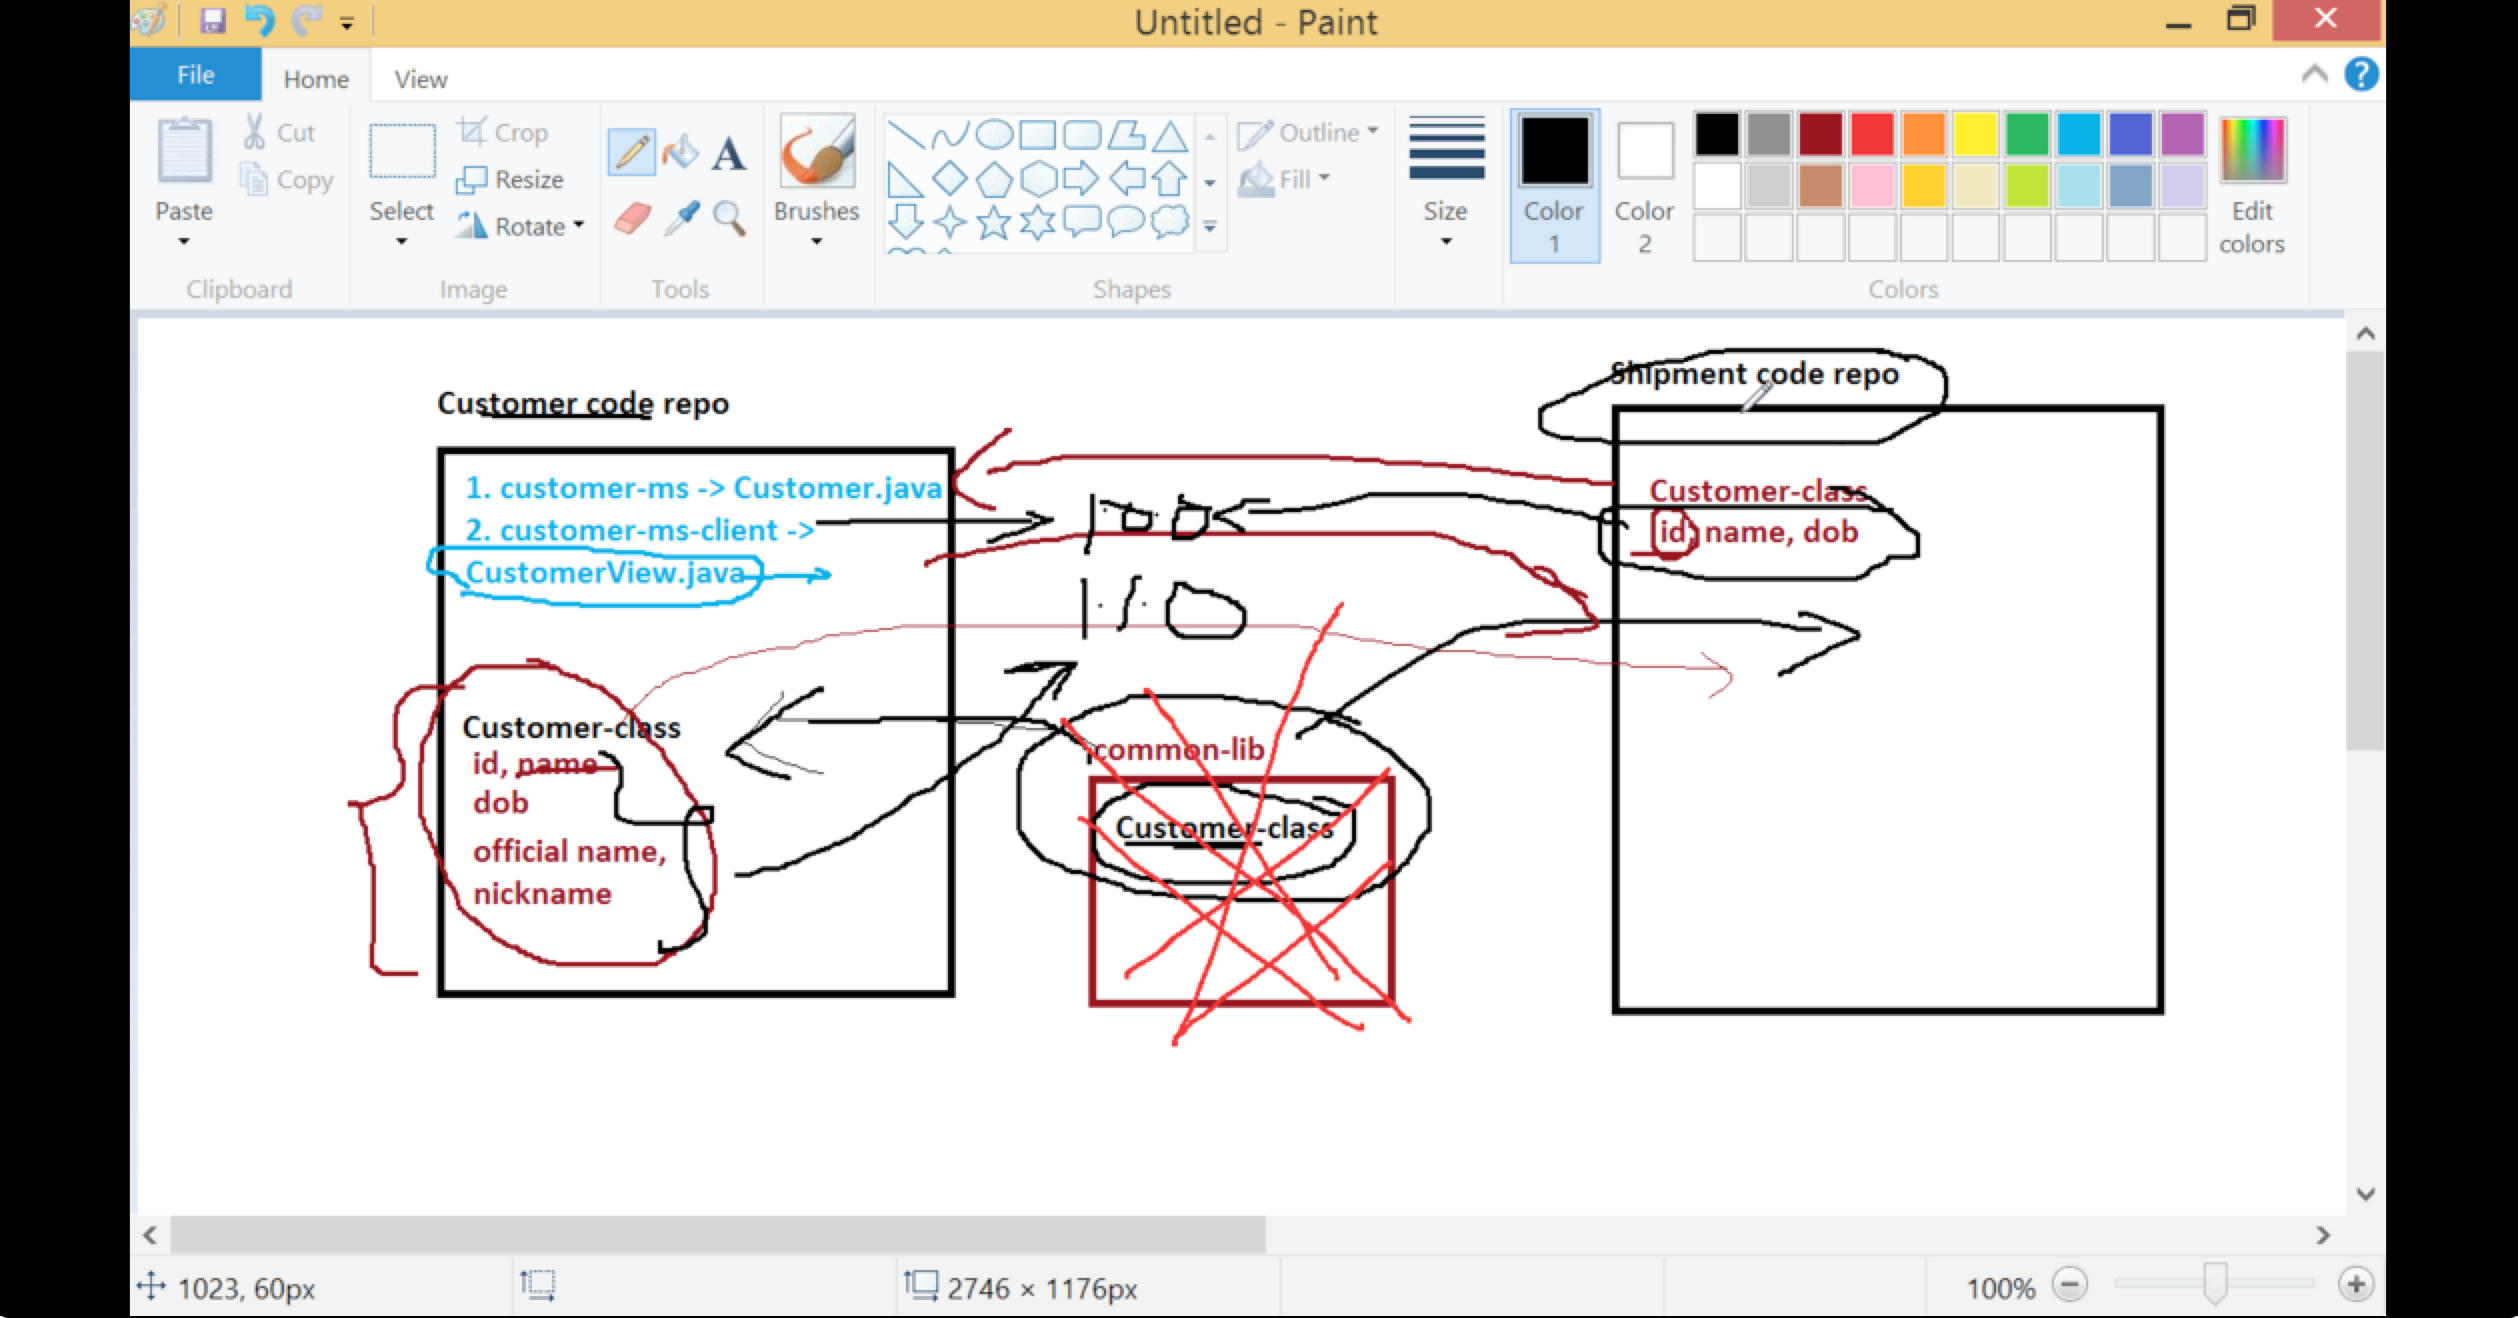 Untitled - Paint
File
Home
View
Paste
Cut
Copy
Clipboard
Select
Crop
Resize
Rotate
Image
Tools
Brushes
Shapes
Outline
Fill
Size
Color
1
Color
2
Edit
colors
Colors
Customer code repo
1. customer-ms -> Customer.java
2. customer-ms-client ->
CustomerView.java
Customer-class
id, name
dob
official name,
nickname
1.0.0
1.1.0
common-lib
Customer-class
Shipment code repo
Customer-class
id, name, dob
1023, 60px
2746 × 1176px
100%